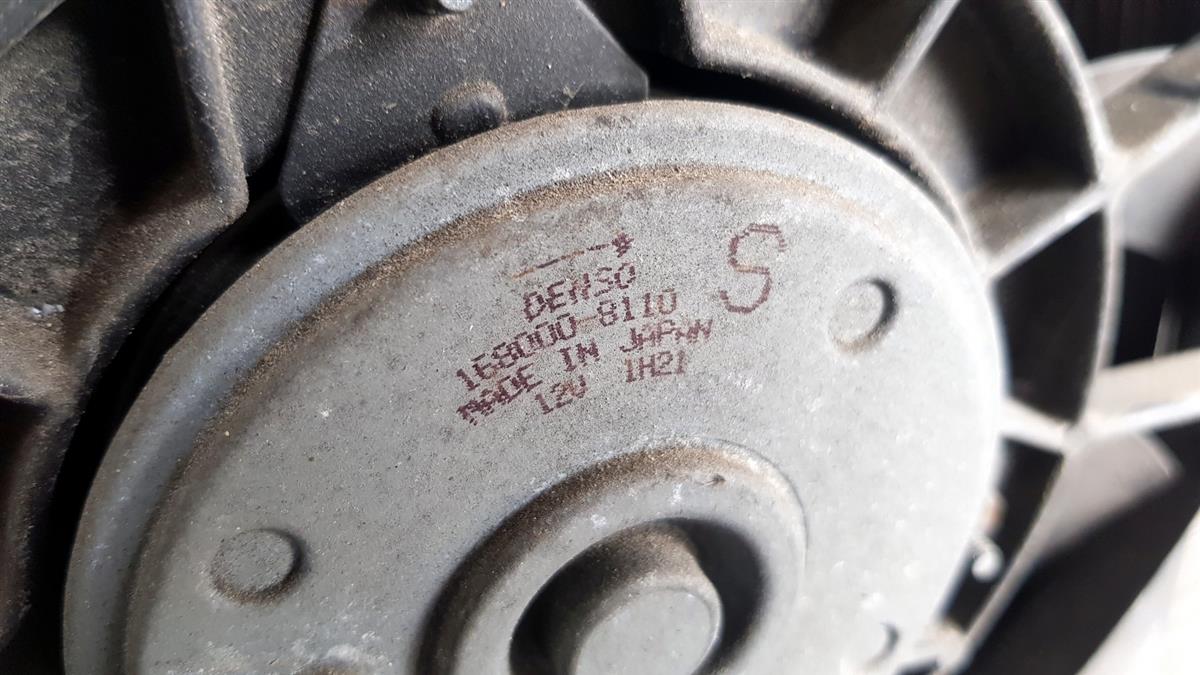 DENSO
S
168000-8110
MADE IN JAPAN
12V 1H21